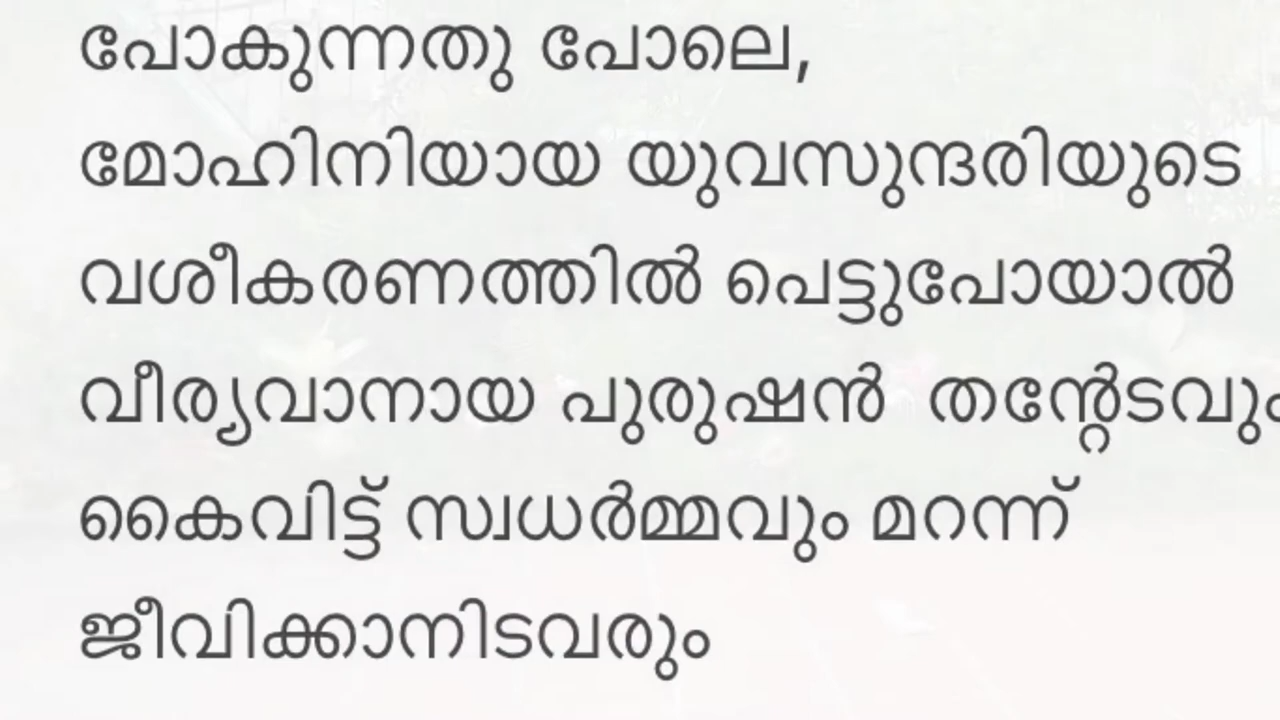 പോകുന്നതു പോലെ,
മോഹിനിയായ യുവസുന്ദരിയുടെ
വശീകരണത്തിൽ പെട്ടുപോയാൽ
വീര്യവാനായ പുരുഷൻ തന്റേടവും
കൈവിട്ട് സ്വധർമ്മവും മറന്ന്
ജീവിക്കാനിടവരും